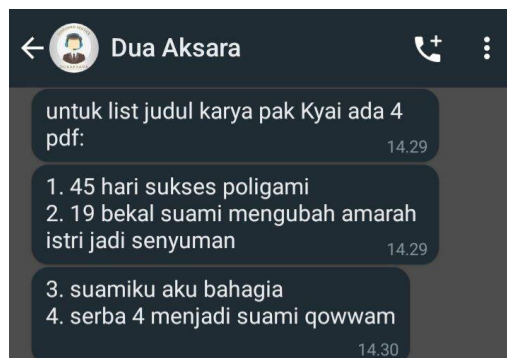 Dua Aksara
untuk list judul karya pak Kyai ada 4
pdf:
14.29
1. 45 hari sukses poligami
2. 19 bekal suami mengubah amarah
istri jadi senyuman
14.29
3. suamiku aku bahagia
4. serba 4 menjadi suami qowwam
14.30